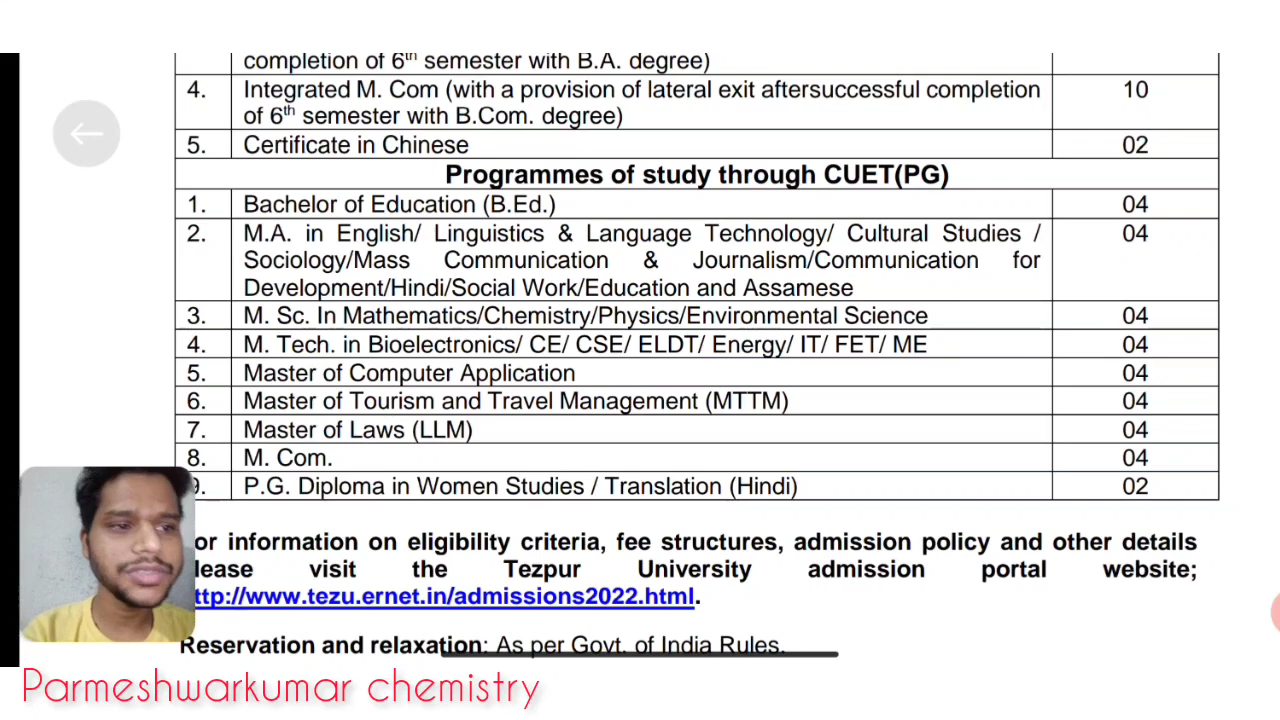 completion of 6th semester with B.A. degree)
4. Integrated M. Com (with a provision of lateral exit aftersuccessful completion 10
of 6th semester with B.Com. degree)
5. Certificate in Chinese 02
Programmes of study through CUET(PG)
1. Bachelor of Education (B.Ed.) 04
2. M.A. in English/ Linguistics & Language Technology/ Cultural Studies / 04
Sociology/Mass Communication & Journalism/Communication for
Development/Hindi/Social Work/Education and Assamese
3. M. Sc. In Mathematics/Chemistry/Physics/Environmental Science 04
4. M. Tech. in Bioelectronics/ CE/ CSE/ ELDT/ Energy/ IT/ FET/ ME 04
5. Master of Computer Application 04
6. Master of Tourism and Travel Management (MTTM) 04
7. Master of Laws (LLM) 04
8. M. Com. 04
9. P.G. Diploma in Women Studies / Translation (Hindi) 02
or information on eligibility criteria, fee structures, admission policy and other details
lease visit the Tezpur University admission portal website;
ttp://www.tezu.ernet.in/admissions2022.html.
Reservation and relaxation: As per Govt. of India Rules.
Parmeshwarkumar chemistry